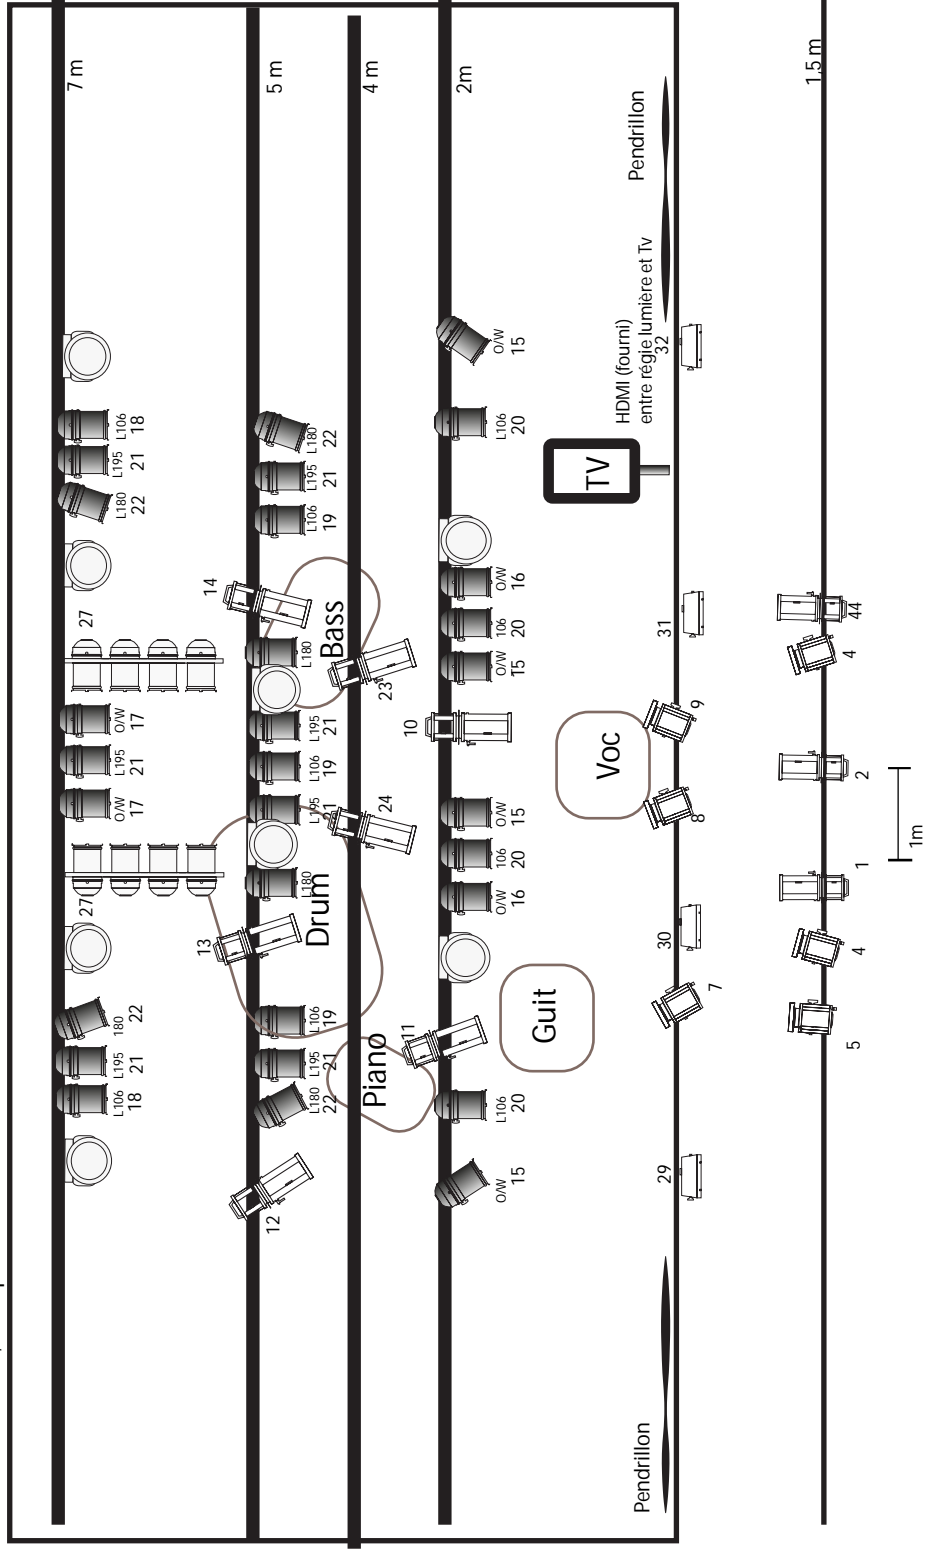 27
27
7 m
L106 L195 180 O/W L195 O/W L180 L195 L106
18 21 22 17 21 17 22 21 18
13
14
12
5 m
L180 L195 L106 L180 L195 L106 L195 L180 L106 L195 L180
22 21 19 21 19 21 19 21 22
Drum
Bass
Piano
24
23
4 m
11
10
2m
O/W L106 O/W 106 O/W O/W 106 O/W L106 O/W
15 20 16 20 15 15 20 16 20 15
Guit
Voc
TV
HDMI (fourni)
entre régie lumière et Tv
Pendrillon
Pendrillon
29 30 31 32
7 8 9
1,5 m
5 4 1 2 4 44
1m